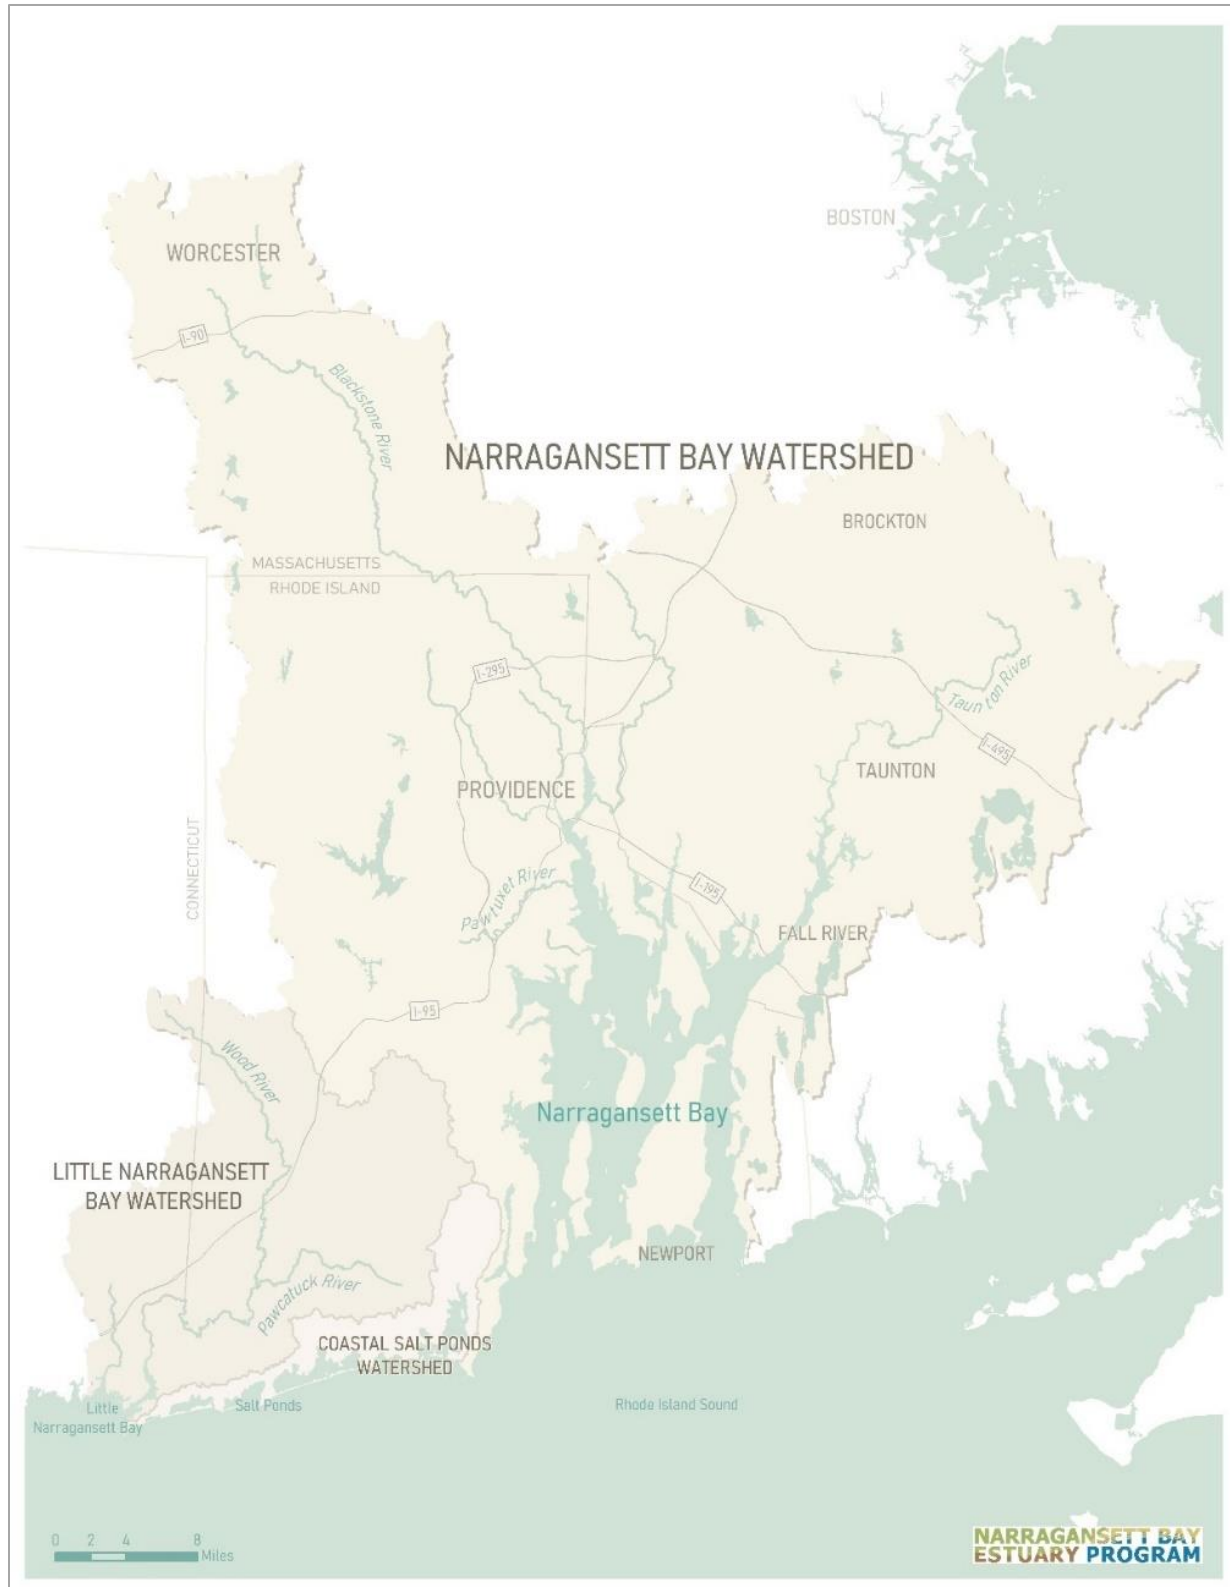 BOSTON
WORCESTER
I-90
Blackstone River
NARRAGANSETT BAY WATERSHED
BROCKTON
MASSACHUSETTS
RHODE ISLAND
I-295
Taunton River
I-495
TAUNTON
PROVIDENCE
CONNECTICUT
Pawtuxet River
I-195
FALL RIVER
I-95
Wood River
Narragansett Bay
LITTLE NARRAGANSETT
BAY WATERSHED
NEWPORT
Pawcatuck River
COASTAL SALT PONDS
WATERSHED
Little
Narragansett Bay
Salt Ponds
Rhode Island Sound
0 2 4 8
Miles
NARRAGANSETT BAY
ESTUARY PROGRAM